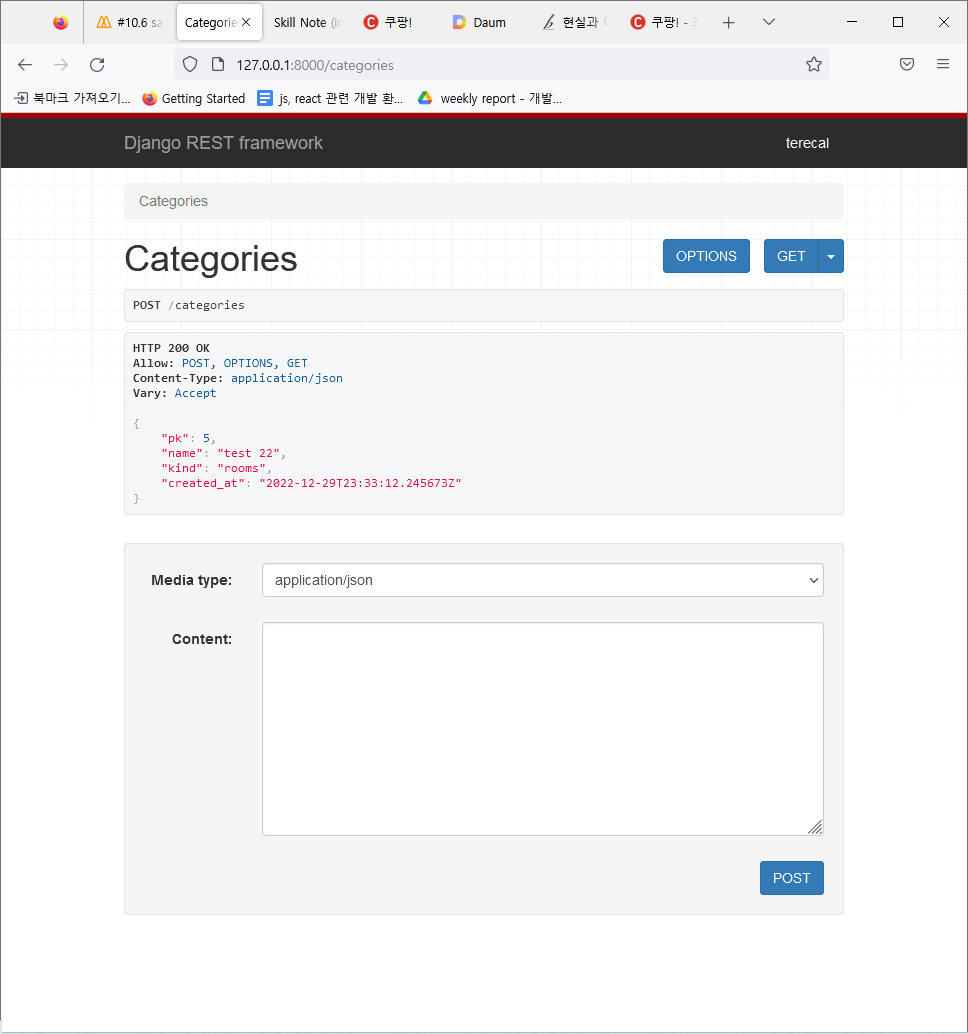 #10.6 sa
Categorie
Skill Note (ir
쿠팡!
Daum
현실과
쿠팡! -
127.0.0.1:8000/categories
북마크 가져오기...
Getting Started
js, react 관련 개발 환...
weekly report - 개발...
Django REST framework
terecal
Categories
Categories
OPTIONS
GET
POST /categories
HTTP 200 OK
Allow: POST, OPTIONS, GET
Content-Type: application/json
Vary: Accept
{
"pk": 5,
"name": "test 22",
"kind": "rooms",
"created_at": "2022-12-29T23:33:12.245673Z"
}
Media type:
application/json
Content:
POST